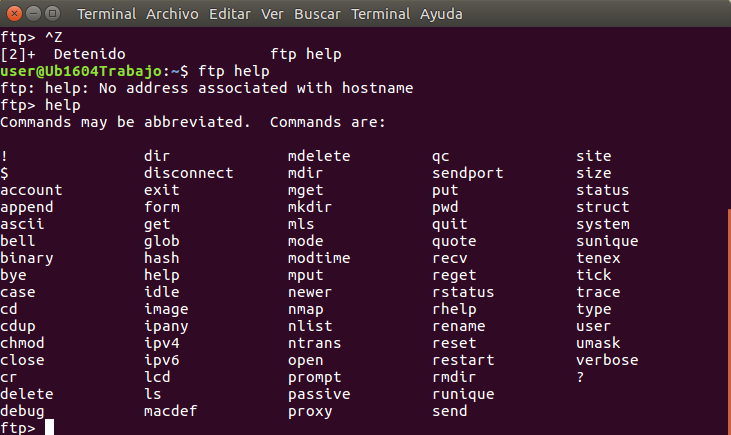 Terminal Archivo Editar Ver Buscar Terminal Ayuda
ftp> ^Z
[2]+  Detenido                ftp help
user@Ub1604Trabajo:~$ ftp help
ftp: help: No address associated with hostname
ftp> help
Commands may be abbreviated.  Commands are:

!               dir             mdelete         qc              site
$               disconnect      mdir            sendport        size
account         exit            mget            put             status
append          form            mkdir           pwd             struct
ascii           get             mls             quit            system
bell            glob            mode            quote           sunique
binary          hash            modtime         recv            tenex
bye             help            mput            reget           tick
case            idle            newer           rstatus         trace
cd              image           nmap            rhelp           type
cdup            ipany           nlist           rename          user
chmod           ipv4            ntrans          reset           umask
close           ipv6            open            restart         verbose
cr              lcd             prompt          rmdir           ?
delete          ls              passive         runique
debug           macdef          proxy           send
ftp>